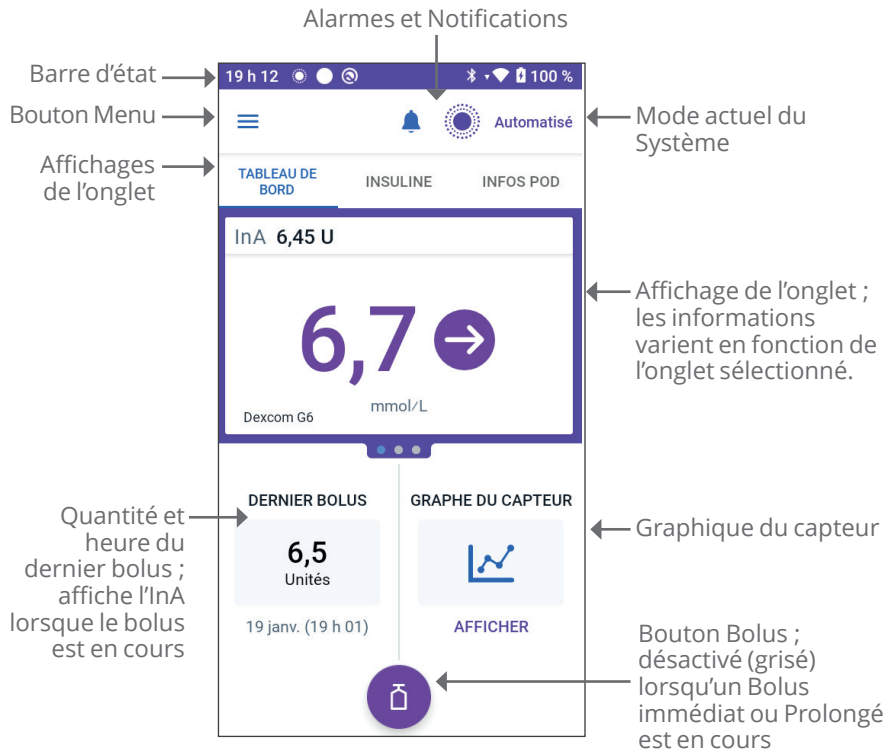 Alarmes et Notifications
Barre d'état
19 h 12
100 %
Bouton Menu
Automatisé
Mode actuel du
Système
Affichages
de l'onglet
TABLEAU DE
BORD
INSULINE
INFOS POD
InA 6,45 U
6,7
mmol/L
Dexcom G6
Affichage de l'onglet ;
les informations
varient en fonction de
l'onglet sélectionné.
DERNIER BOLUS
GRAPHE DU CAPTEUR
Quantité et
heure du
dernier bolus ;
affiche l'InA
lorsque le bolus
est en cours
6,5
Unités
19 janv. (19 h 01)
AFFICHER
Graphique du capteur
Bouton Bolus ;
désactivé (grisé)
lorsqu'un Bolus
immédiat ou Prolongé
est en cours